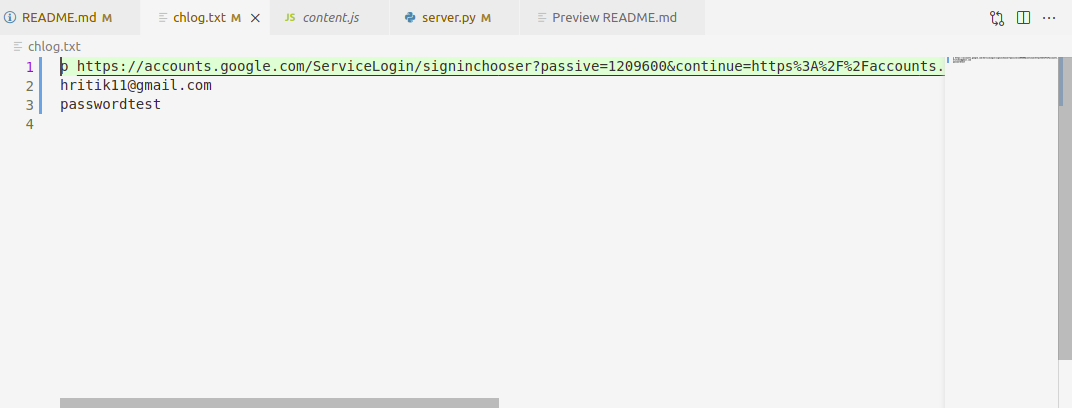 README.md M chlog.txt M JS content.js server.py M Preview README.md
chlog.txt
1 p https://accounts.google.com/ServiceLogin/signinchooser?passive=1209600&continue=https%3A%2F%2Faccounts.
2 hritik11@gmail.com
3 passwordtest
4